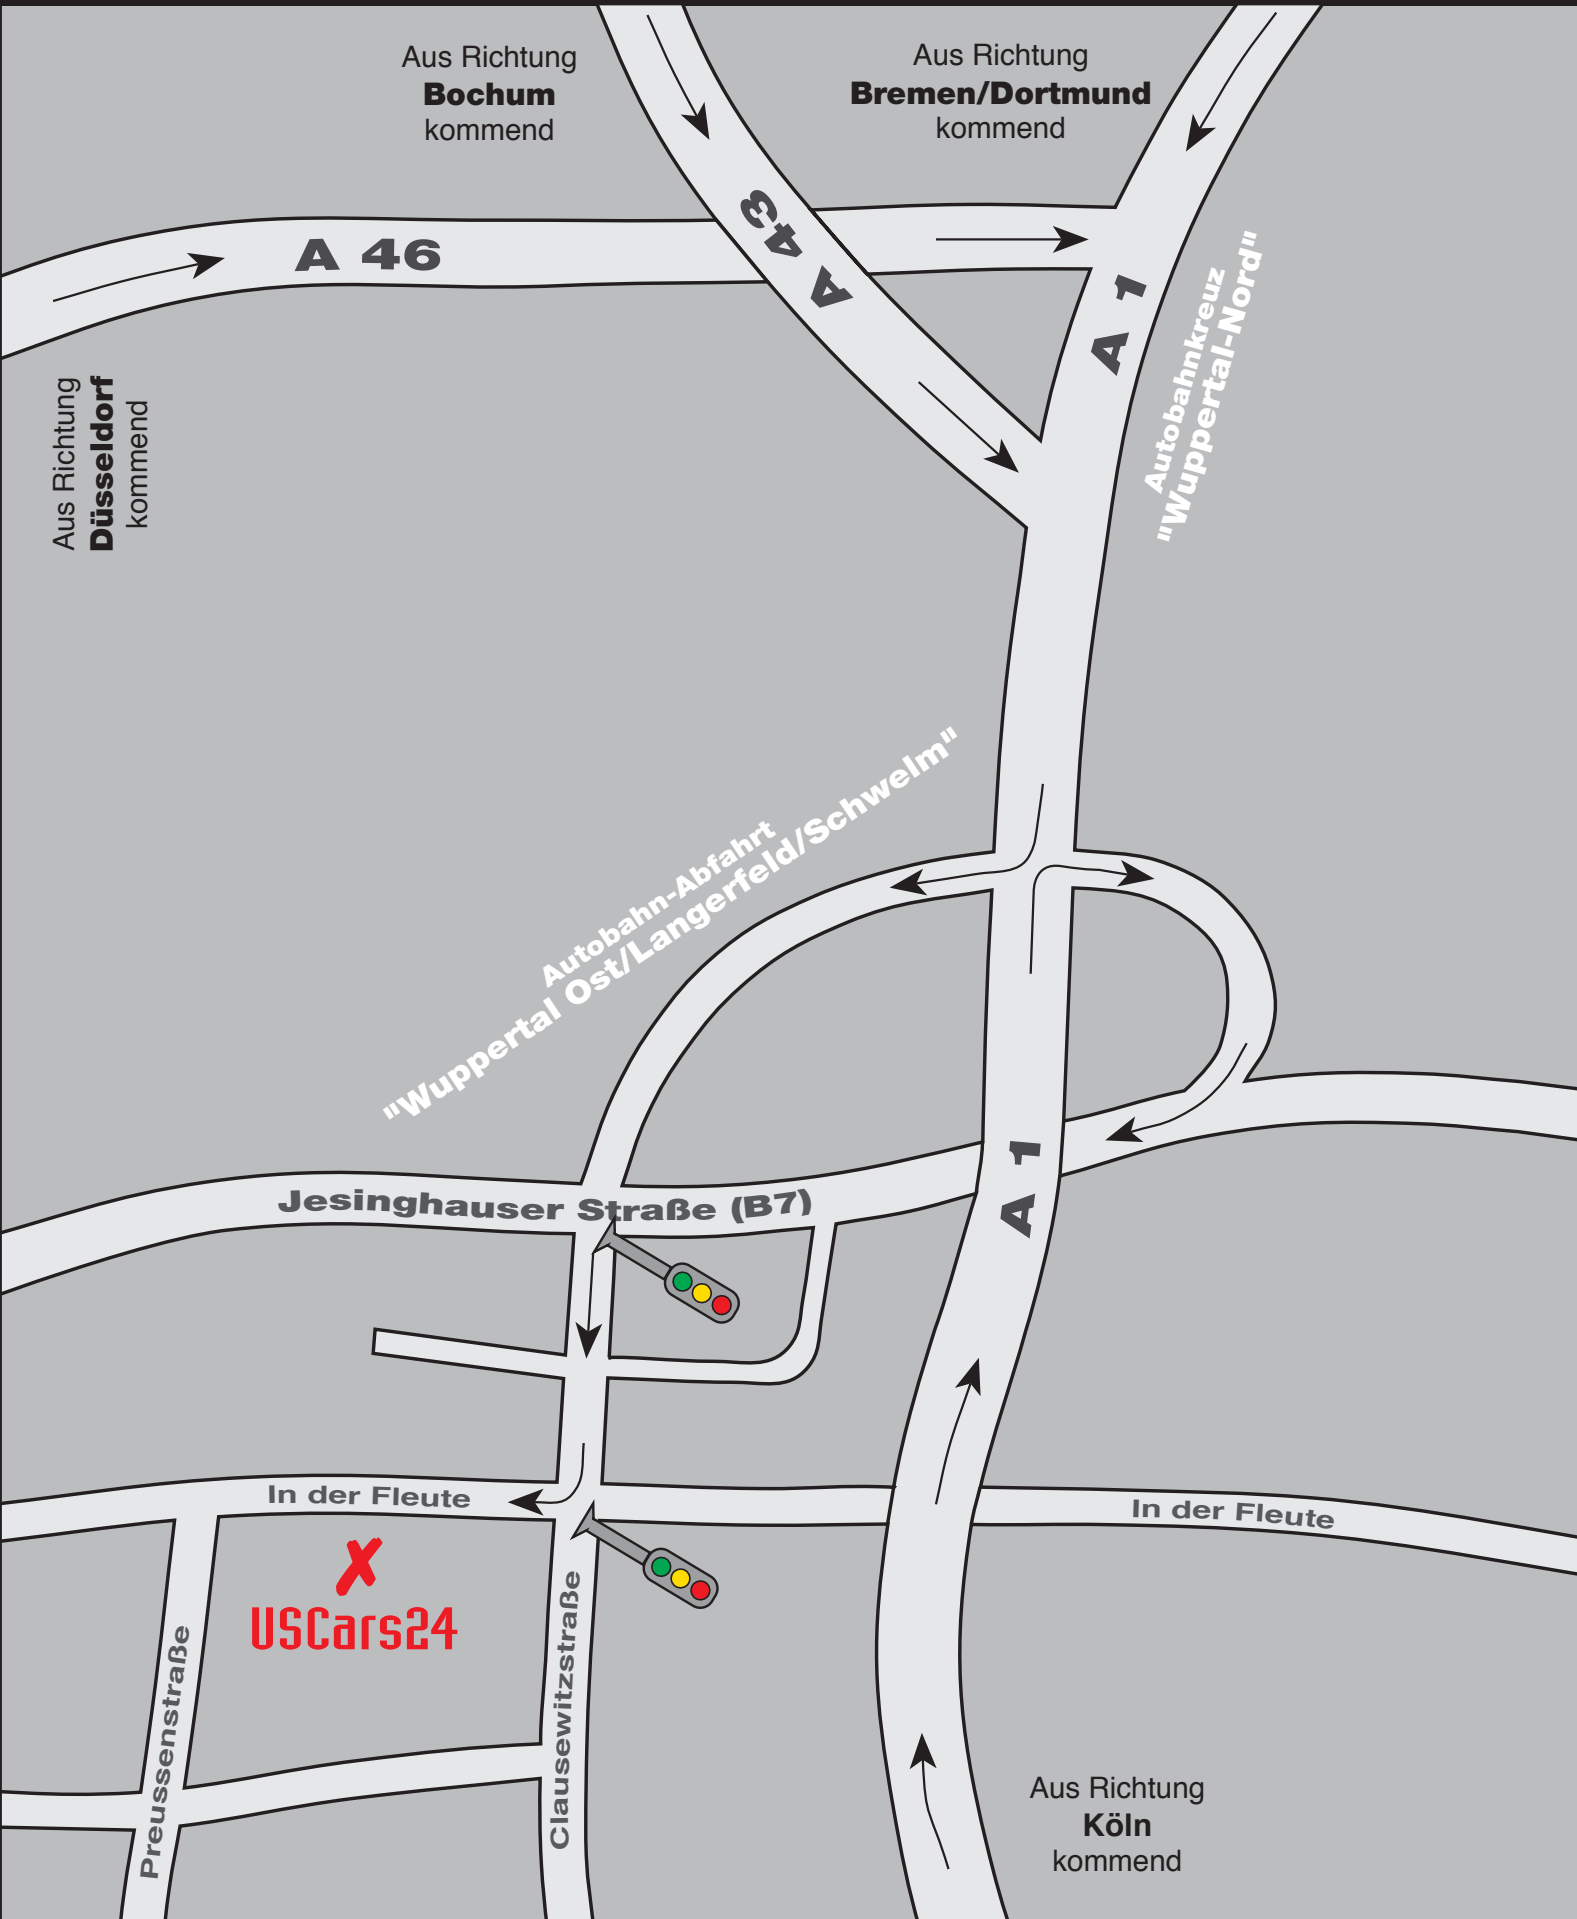 Aus Richtung
Bochum
kommend
Aus Richtung
Bremen/Dortmund
kommend
A 43
A 46
A 1
Autobahnkreuz
"Wuppertal-Nord"
Aus Richtung
Düsseldorf
kommend
Autobahn-Abfahrt
"Wuppertal Ost/Langerfeld/Schwelm"
A 1
Jesinghauser Straße (B7)
In der Fleute
In der Fleute
USCars24
Preussenstraße
Clausewitzstraße
Aus Richtung
Köln
kommend